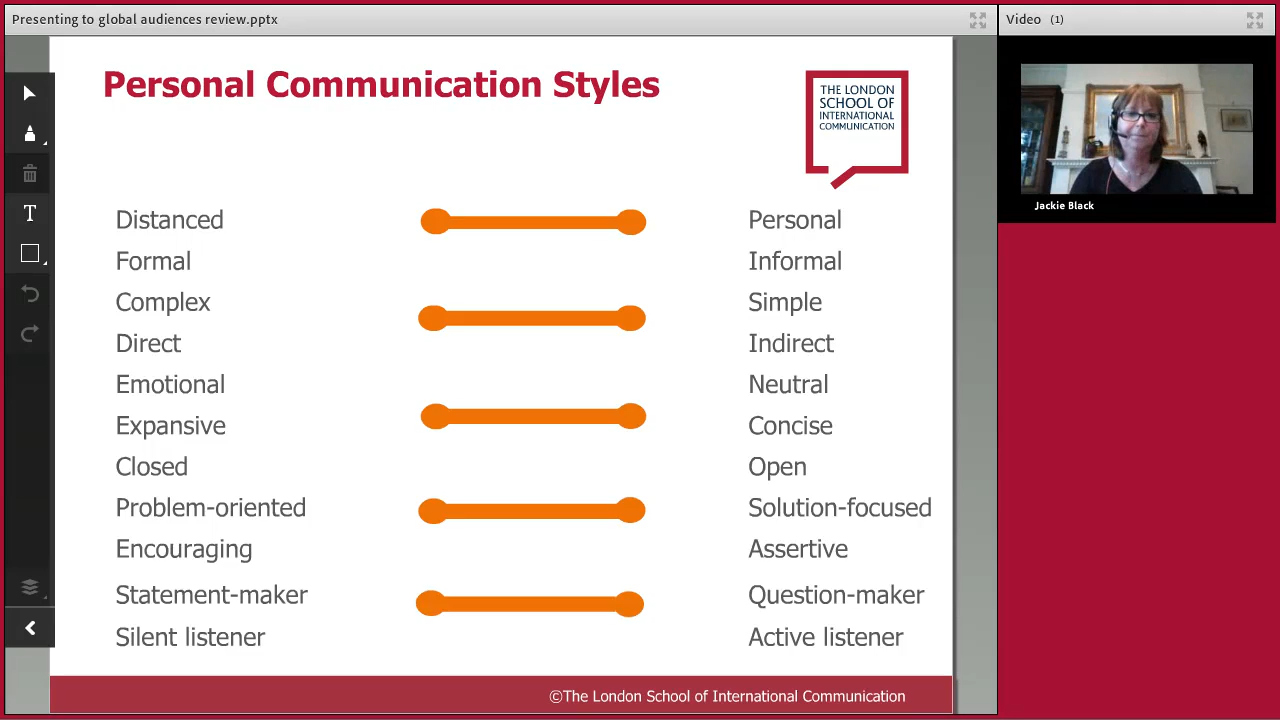 Presenting to global audiences review.pptx
Video (1)
Personal Communication Styles
THE LONDON
SCHOOL OF
INTERNATIONAL
COMMUNICATION
Jackie Black
Distanced Personal
Formal Informal
Complex Simple
Direct Indirect
Emotional Neutral
Expansive Concise
Closed Open
Problem-oriented Solution-focused
Encouraging Assertive
Statement-maker Question-maker
Silent listener Active listener
T
©The London School of International Communication